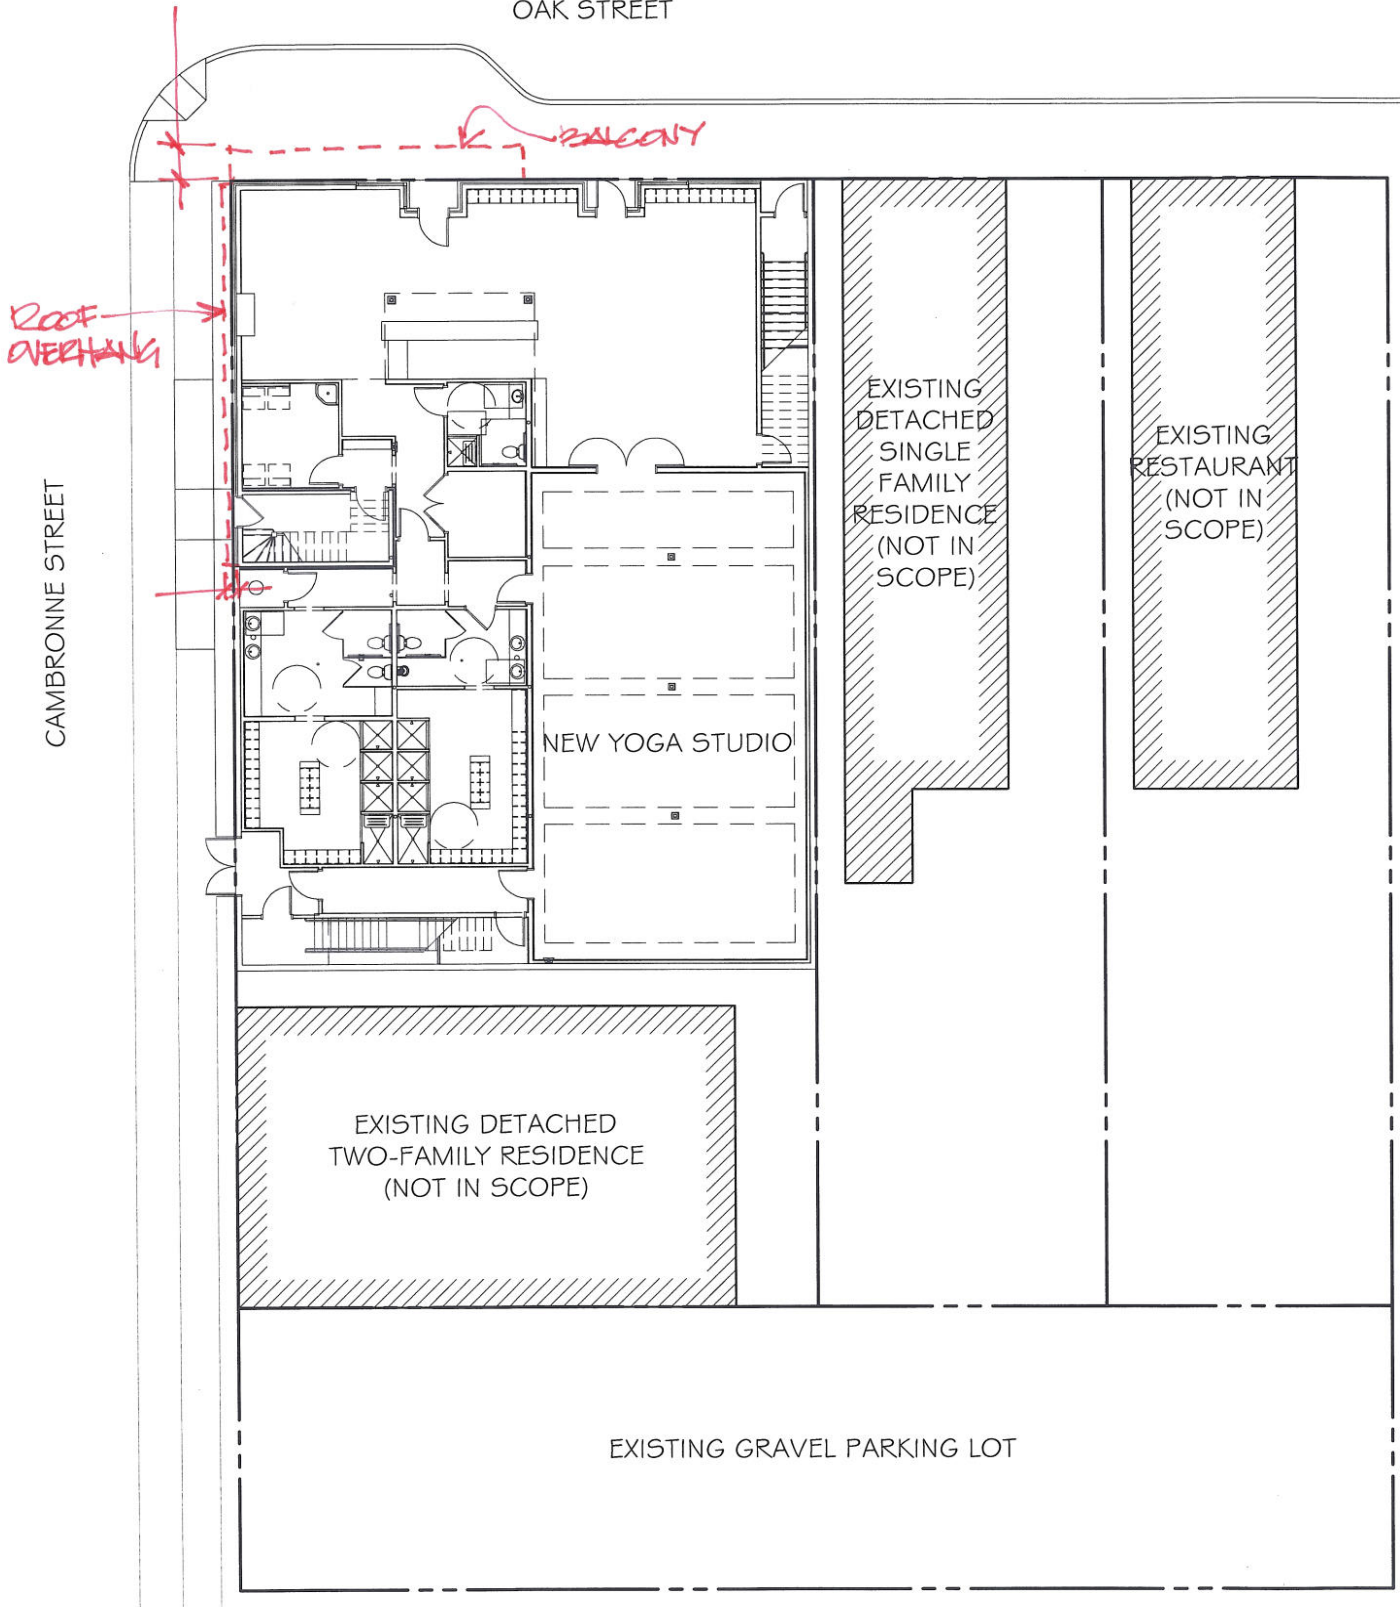 OAK STREET
BALCONY
ROOF
OVERHANG
CAMBRONNE STREET
EXISTING
DETACHED
SINGLE
FAMILY
RESIDENCE
(NOT IN
SCOPE)
EXISTING
RESTAURANT
(NOT IN
SCOPE)
NEW YOGA STUDIO
EXISTING DETACHED
TWO-FAMILY RESIDENCE
(NOT IN SCOPE)
EXISTING GRAVEL PARKING LOT